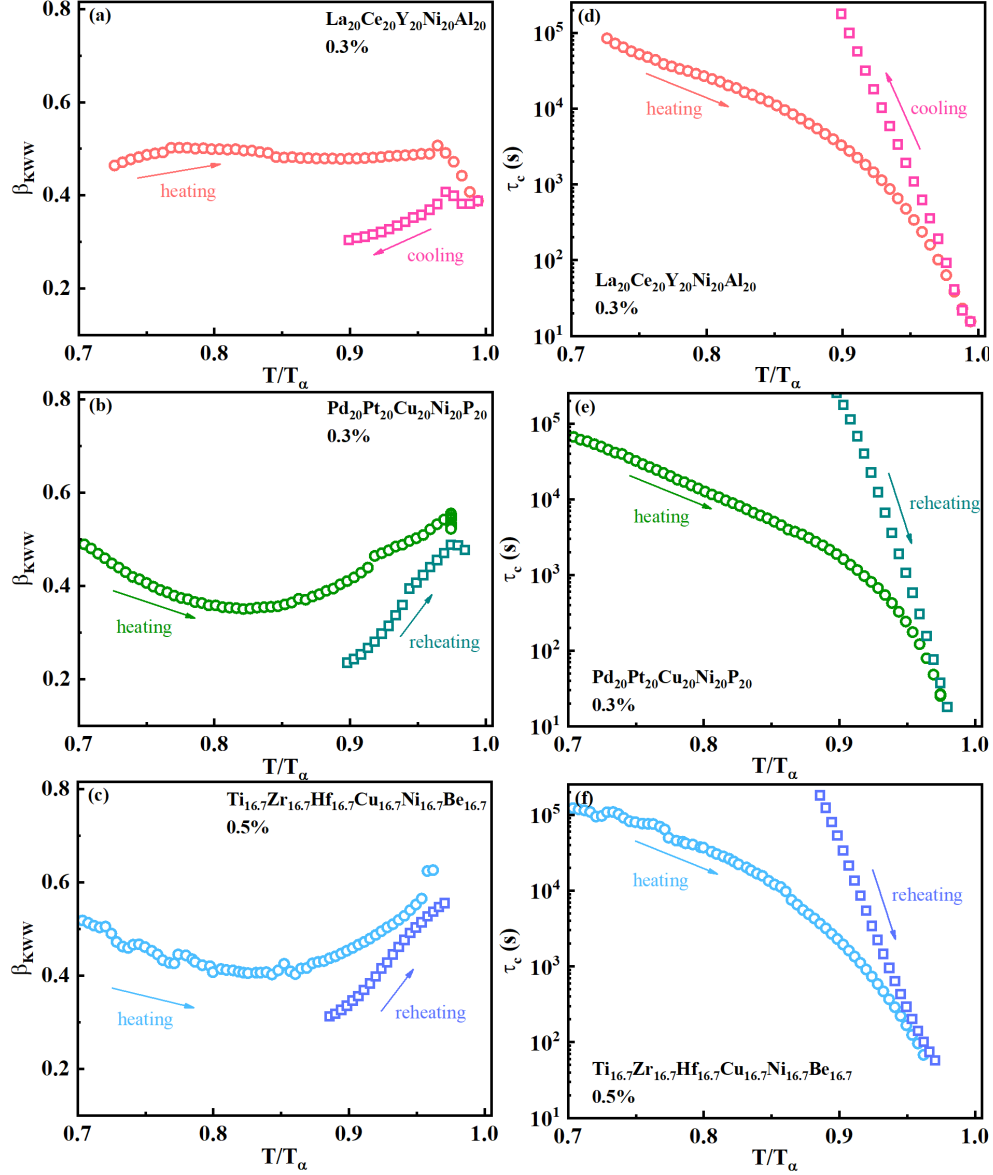 (a)
La20Ce20Y20Ni20Al20
0.3%
heating
cooling
0.8
0.6
0.4
0.2
βKWW
0.7 0.8 0.9 1.0
T/Tα
(d)
10^5
10^4
10^3
10^2
10^1
τc (s)
heating
cooling
La20Ce20Y20Ni20Al20
0.3%
0.7 0.8 0.9 1.0
T/Tα
(b)
Pd20Pt20Cu20Ni20P20
0.3%
heating
reheating
0.8
0.6
0.4
0.2
βKWW
0.7 0.8 0.9 1.0
T/Tα
(e)
10^5
10^4
10^3
10^2
10^1
τc (s)
heating
reheating
Pd20Pt20Cu20Ni20P20
0.3%
0.7 0.8 0.9 1.0
T/Tα
(c)
Ti16.7Zr16.7Hf16.7Cu16.7Ni16.7Be16.7
0.5%
heating
reheating
0.8
0.6
0.4
0.2
βKWW
0.7 0.8 0.9 1.0
T/Tα
(f)
10^5
10^4
10^3
10^2
10^1
τc (s)
heating
reheating
Ti16.7Zr16.7Hf16.7Cu16.7Ni16.7Be16.7
0.5%
0.7 0.8 0.9 1.0
T/Tα